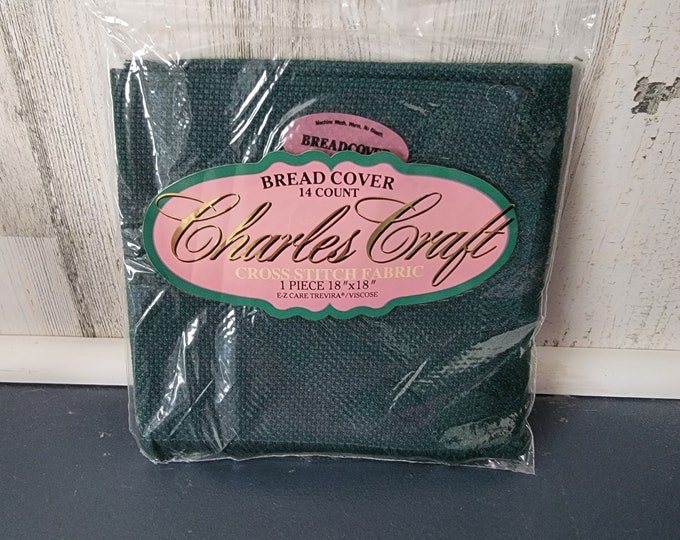 Machine Wash, Warm, No Bleach
BREADCOVER
BREAD COVER
14 COUNT
Charles Craft
CROSS STITCH FABRIC
1 PIECE 18"x18"
E-Z CARE TREVIRA®/VISCOSE